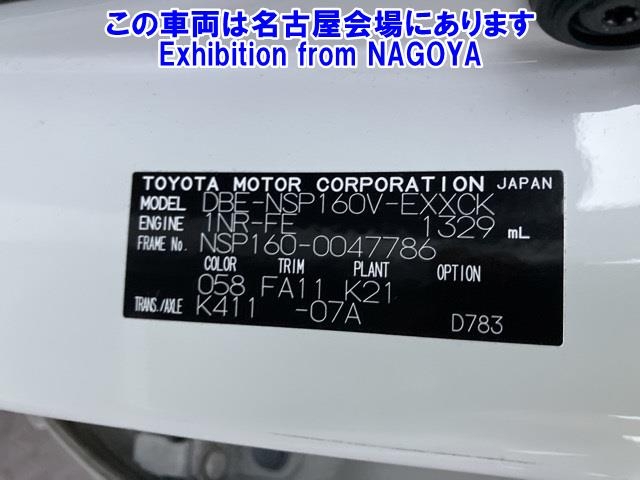 この車両は名古屋会場にあります
Exhibition from NAGOYA
TOYOTA MOTOR CORPORATION JAPAN
MODEL DBE-NSP160V-EXXCK
ENGINE 1NR-FE 1329 mL
FRAME No. NSP160-0047786
COLOR TRIM PLANT OPTION
058 FA11 K21
TRANS./AXLE K411 -07A
D783